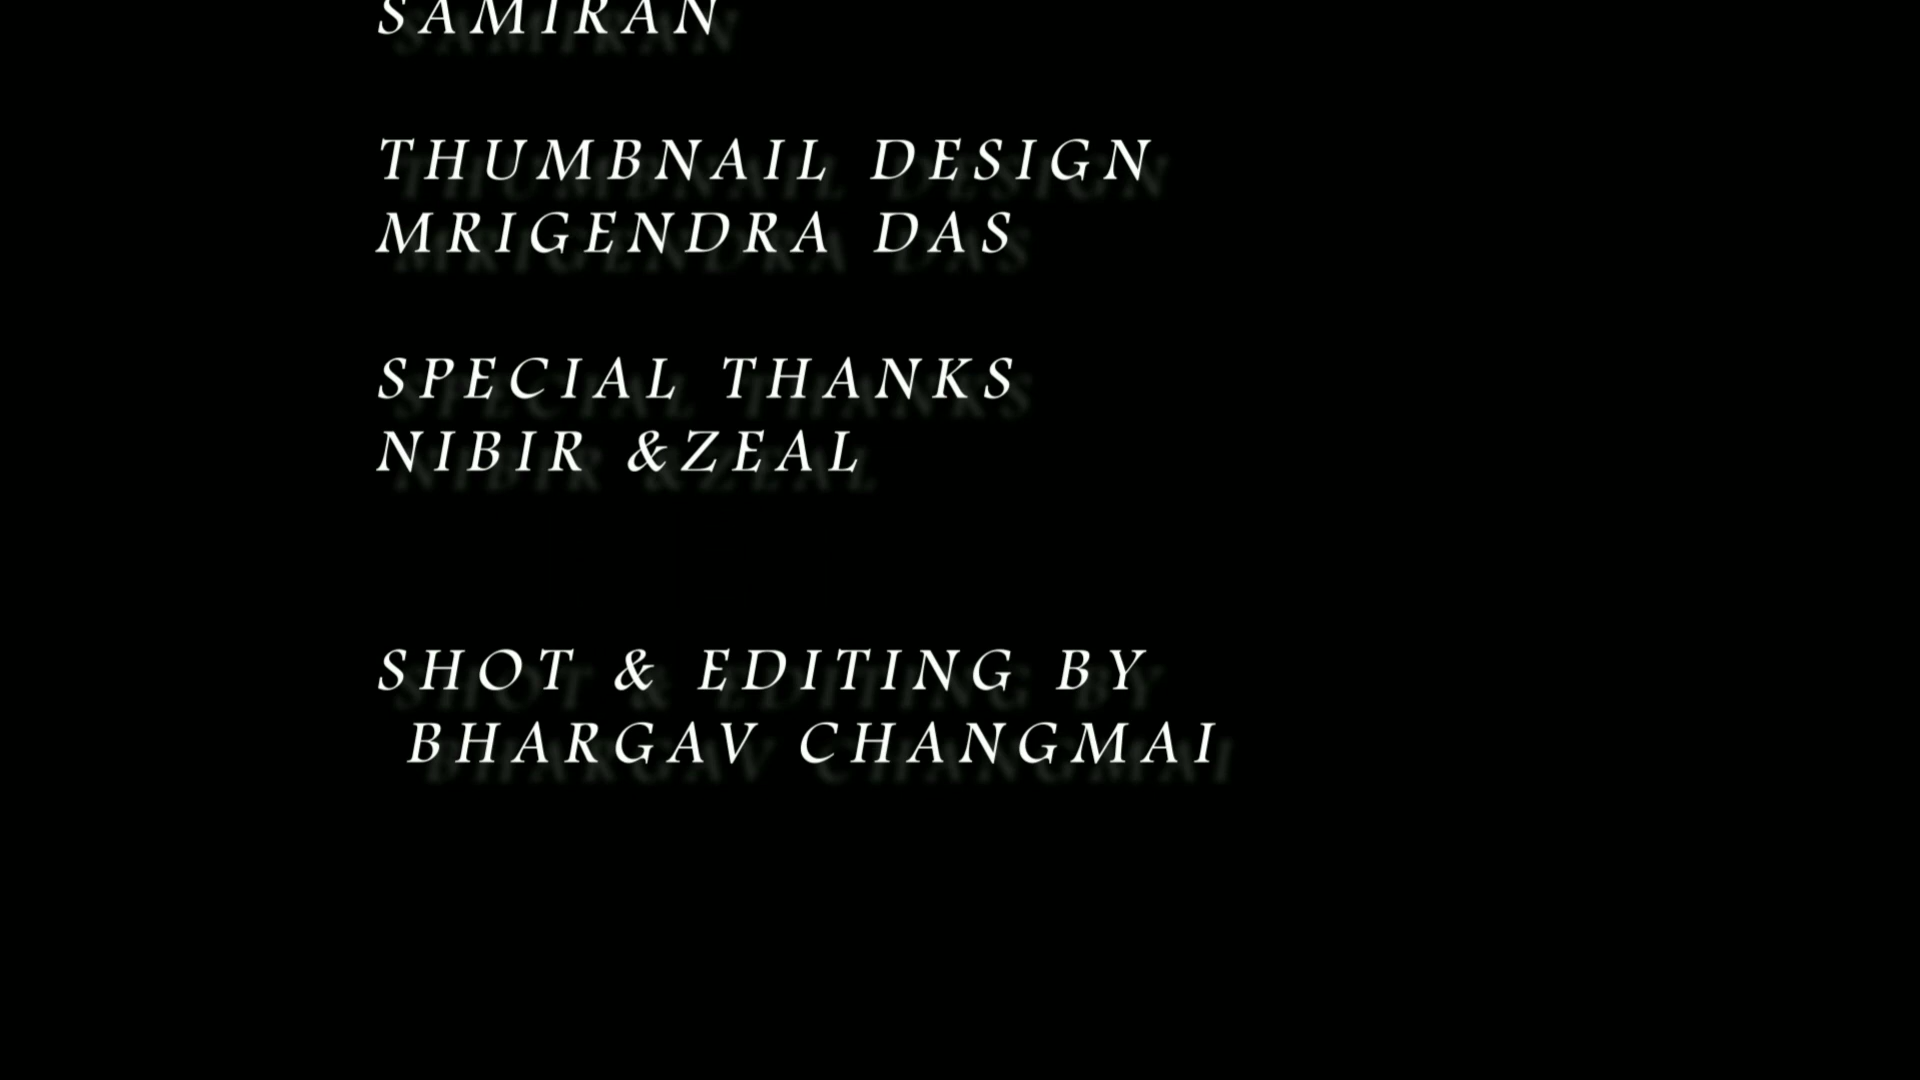 SAMIRAN
THUMBNAIL DESIGN
MRIGENDRA DAS
SPECIAL THANKS
NIBIR &ZEAL
SHOT & EDITING BY
BHARGAV CHANGMAI